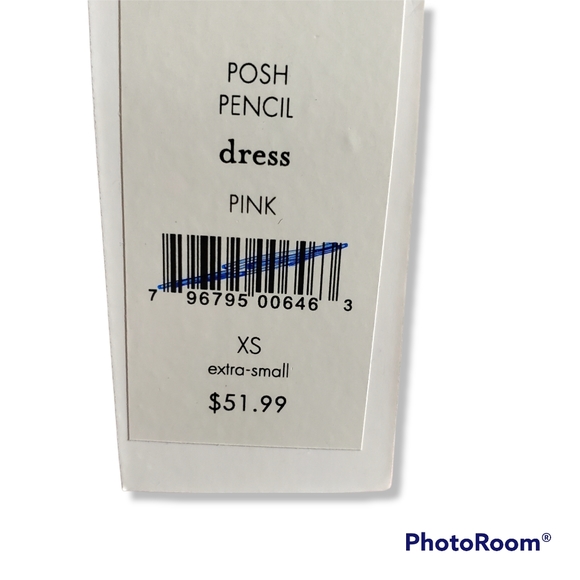 POSH
PENCIL
dress
PINK
7 96795 00646 3
XS
extra-small
$51.99
PhotoRoom®